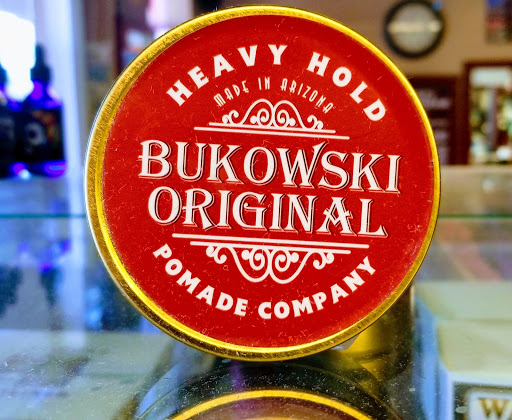 HEAVY HOLD
MADE IN ARIZONA
BUKOWSKI
ORIGINAL
POMADE COMPANY
W